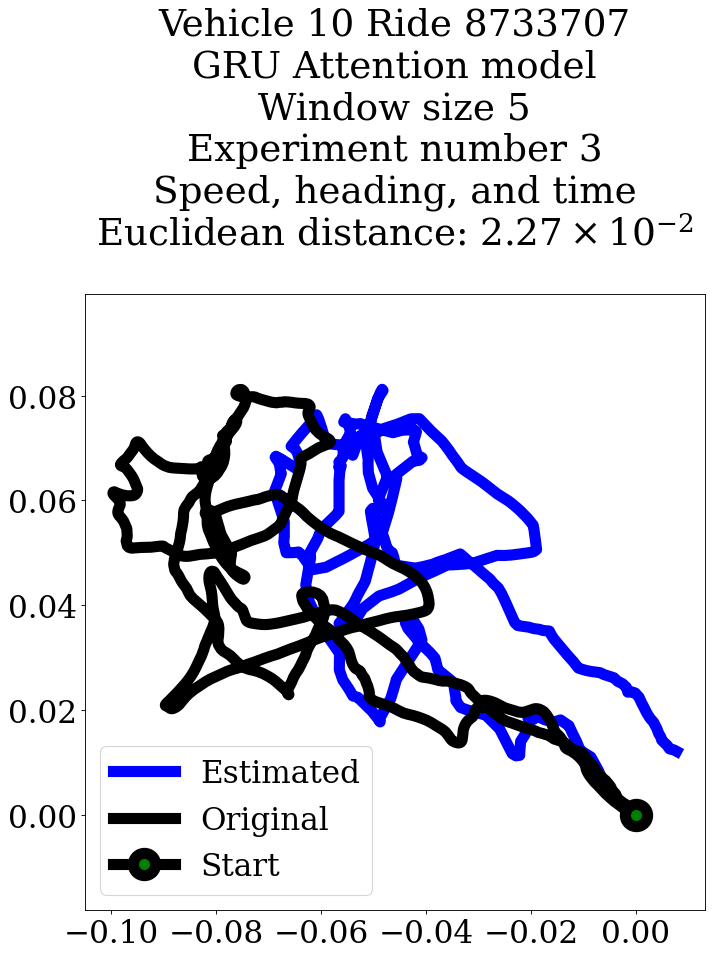 Vehicle 10 Ride 8733707
GRU Attention model
Window size 5
Experiment number 3
Speed, heading, and time
Euclidean distance: 2.27 × 10⁻²
0.08
0.06
0.04
0.02
0.00
Estimated
Original
Start
−0.10 −0.08 −0.06 −0.04 −0.02 0.00